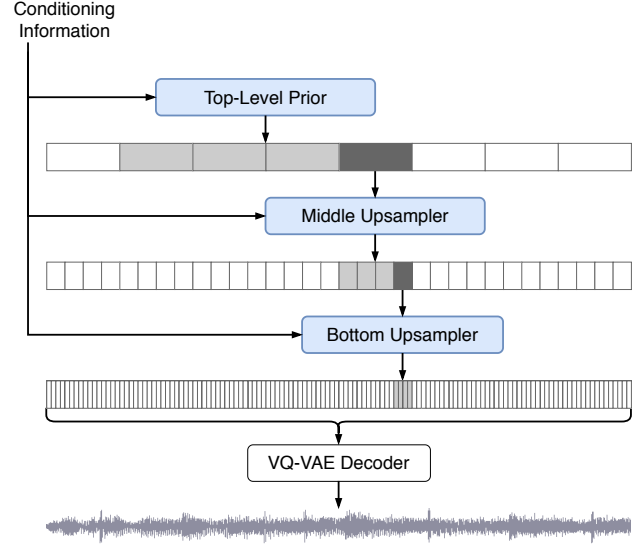 Conditioning
Information
Top-Level Prior
Middle Upsampler
Bottom Upsampler
VQ-VAE Decoder